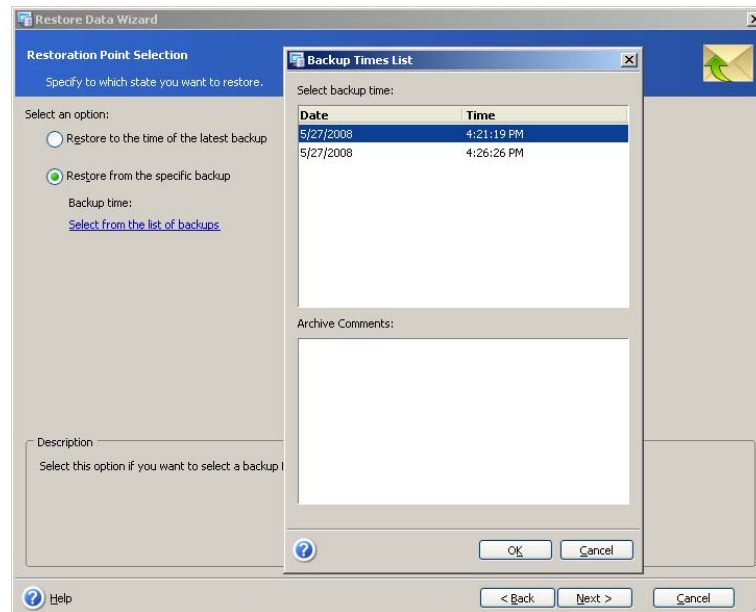 Restore Data Wizard
Restoration Point Selection
Specify to which state you want to restore.
Select an option:
Restore to the time of the latest backup
Restore from the specific backup
Backup time:
Select from the list of backups
Description
Select this option if you want to select a backup
Backup Times List
Select backup time:
Date Time
5/27/2008 4:21:19 PM
5/27/2008 4:26:26 PM
Archive Comments:
OK Cancel
Help < Back Next > Cancel